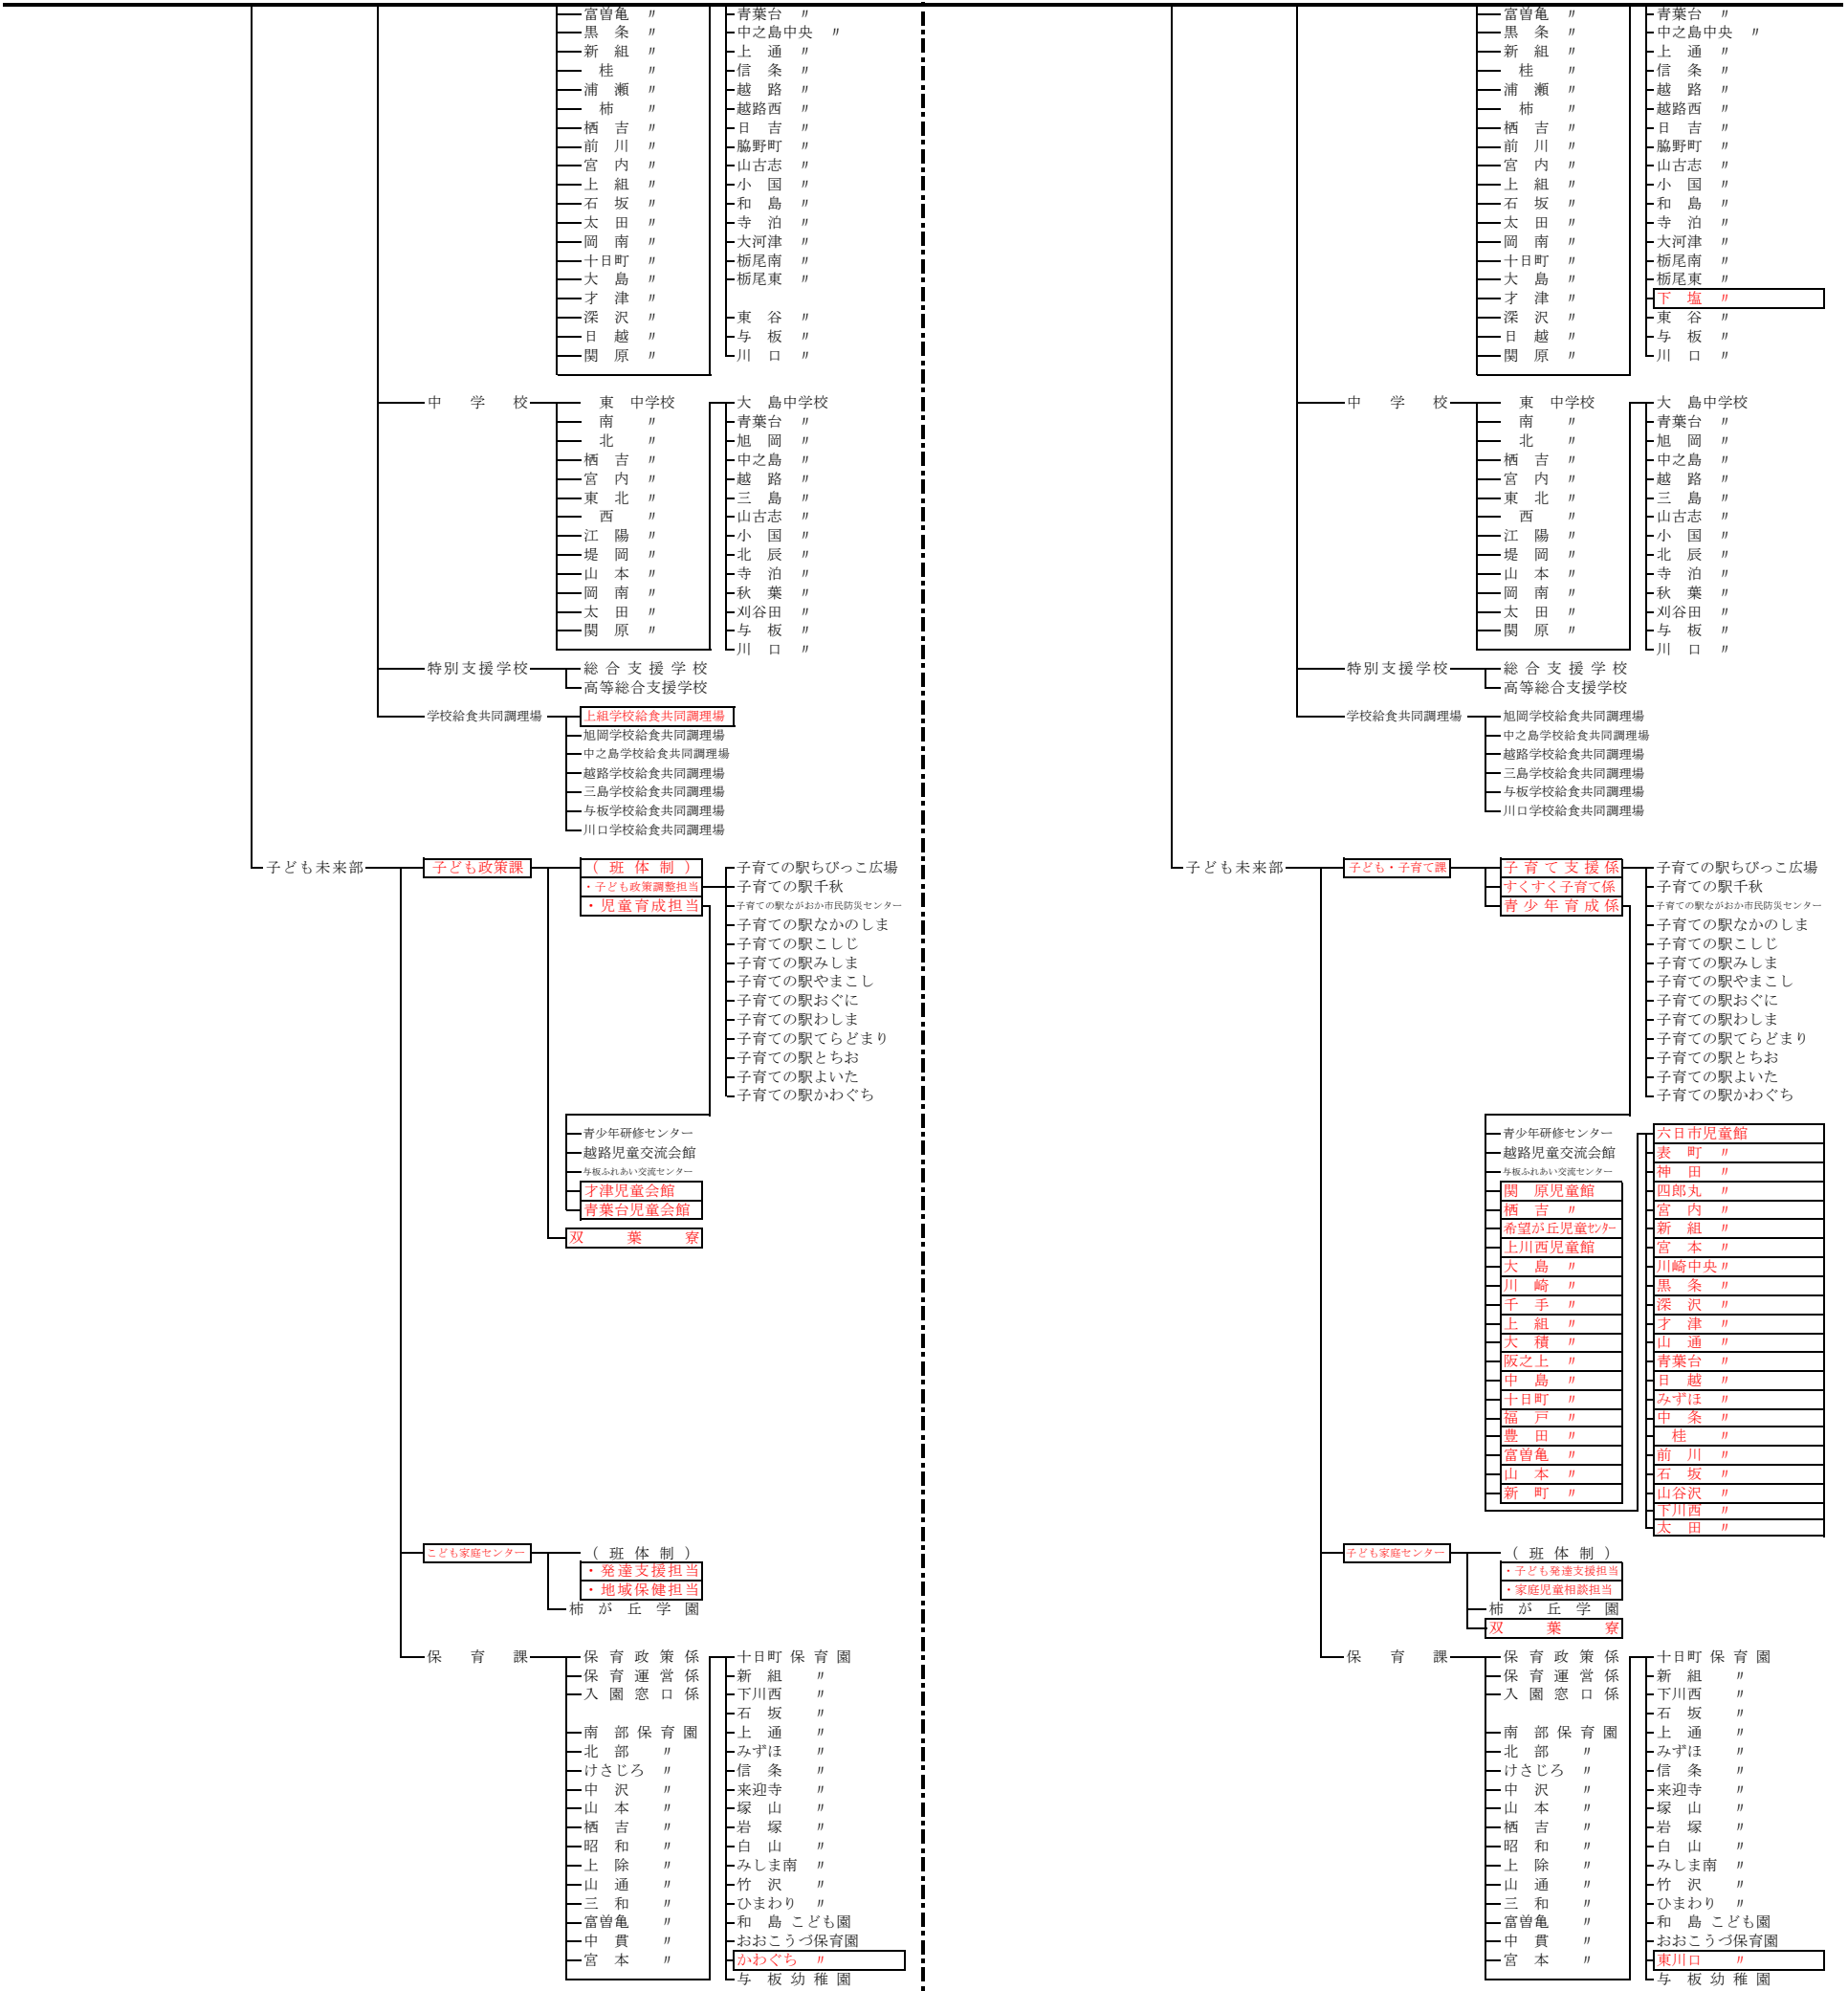 富曽亀　〃
黒　条　〃
新　組　〃
桂　〃
浦　瀬　〃
柿　〃
栖　吉　〃
前　川　〃
宮　内　〃
上　組　〃
石　坂　〃
太　田　〃
岡　南　〃
十日町　〃
大　島　〃
才　津　〃
深　沢　〃
日　越　〃
関　原　〃
青葉台　〃
中之島中央　〃
上　通　〃
信　条　〃
越　路　〃
越路西　〃
日　吉　〃
脇野町　〃
山古志　〃
小　国　〃
和　島　〃
寺　泊　〃
大河津　〃
栃尾南　〃
栃尾東　〃
東　谷　〃
与　板　〃
川　口　〃
中　学　校
東　中学校
南　〃
北　〃
栖　吉　〃
宮　内　〃
東　北　〃
西　〃
江　陽　〃
堤　岡　〃
山　本　〃
岡　南　〃
太　田　〃
関　原　〃
大　島中学校
青葉台　〃
旭　岡　〃
中之島　〃
越　路　〃
三　島　〃
山古志　〃
小　国　〃
北　辰　〃
寺　泊　〃
秋　葉　〃
刈谷田　〃
与　板　〃
川　口　〃
特別支援学校
総合支援学校
高等総合支援学校
学校給食共同調理場
上組学校給食共同調理場
旭岡学校給食共同調理場
中之島学校給食共同調理場
越路学校給食共同調理場
三島学校給食共同調理場
与板学校給食共同調理場
川口学校給食共同調理場
子ども未来部
子ども政策課
（班体制）
・子ども政策調整担当
・児童育成担当
子育ての駅ちびっこ広場
子育ての駅千秋
子育ての駅ながおか市民防災センター
子育ての駅なかのしま
子育ての駅こしじ
子育ての駅みしま
子育ての駅やまこし
子育ての駅おぐに
子育ての駅わしま
子育ての駅てらどまり
子育ての駅とちお
子育ての駅よいた
子育ての駅かわぐち
青少年研修センター
越路児童交流会館
与板ふれあい交流センター
才津児童会館
青葉台児童会館
双　葉　寮
こども家庭センター
（班体制）
・発達支援担当
・地域保健担当
柿が丘学園
保　育　課
保育政策係
保育運営係
入園窓口係
南　部保育園
北　部　〃
けさじろ　〃
中　沢　〃
山　本　〃
栖　吉　〃
昭　和　〃
上　除　〃
山　通　〃
三　和　〃
富曽亀　〃
中　貫　〃
宮　本　〃
十日町保育園
新　組　〃
下川西　〃
石　坂　〃
上　通　〃
みずほ　〃
信　条　〃
来迎寺　〃
塚　山　〃
岩　塚　〃
白　山　〃
みしま南　〃
竹　沢　〃
ひまわり　〃
和　島こども園
おおこうづ保育園
かわぐち　〃
与　板幼稚園
富曽亀　〃
黒　条　〃
新　組　〃
桂　〃
浦　瀬　〃
柿　〃
栖　吉　〃
前　川　〃
宮　内　〃
上　組　〃
石　坂　〃
太　田　〃
岡　南　〃
十日町　〃
大　島　〃
才　津　〃
深　沢　〃
日　越　〃
関　原　〃
青葉台　〃
中之島中央　〃
上　通　〃
信　条　〃
越　路　〃
越路西　〃
日　吉　〃
脇野町　〃
山古志　〃
小　国　〃
和　島　〃
寺　泊　〃
大河津　〃
栃尾南　〃
栃尾東　〃
下　塩　〃
東　谷　〃
与　板　〃
川　口　〃
中　学　校
東　中学校
南　〃
北　〃
栖　吉　〃
宮　内　〃
東　北　〃
西　〃
江　陽　〃
堤　岡　〃
山　本　〃
岡　南　〃
太　田　〃
関　原　〃
大　島中学校
青葉台　〃
旭　岡　〃
中之島　〃
越　路　〃
三　島　〃
山古志　〃
小　国　〃
北　辰　〃
寺　泊　〃
秋　葉　〃
刈谷田　〃
与　板　〃
川　口　〃
特別支援学校
総合支援学校
高等総合支援学校
学校給食共同調理場
旭岡学校給食共同調理場
中之島学校給食共同調理場
越路学校給食共同調理場
三島学校給食共同調理場
与板学校給食共同調理場
川口学校給食共同調理場
子ども未来部
子ども・子育て課
子育て支援係
すくすく子育て係
青少年育成係
子育ての駅ちびっこ広場
子育ての駅千秋
子育ての駅ながおか市民防災センター
子育ての駅なかのしま
子育ての駅こしじ
子育ての駅みしま
子育ての駅やまこし
子育ての駅おぐに
子育ての駅わしま
子育ての駅てらどまり
子育ての駅とちお
子育ての駅よいた
子育ての駅かわぐち
青少年研修センター
越路児童交流会館
与板ふれあい交流センター
関　原児童館
栖　吉　〃
希望が丘児童ｾﾝﾀｰ
上川西児童館
大　島　〃
川　崎　〃
千　手　〃
上　組　〃
大　積　〃
阪之上　〃
中　島　〃
十日町　〃
福　戸　〃
豊　田　〃
富曽亀　〃
山　本　〃
新　町　〃
六日市児童館
表　町　〃
神　田　〃
四郎丸　〃
宮　内　〃
新　組　〃
宮　本　〃
川崎中央〃
黒　条　〃
深　沢　〃
才　津　〃
山　通　〃
青葉台　〃
日　越　〃
みずほ　〃
中　条　〃
桂　〃
前　川　〃
石　坂　〃
山谷沢　〃
下川西　〃
太　田　〃
子ども家庭センター
（班体制）
・子ども発達支援担当
・家庭児童相談担当
柿が丘学園
双　葉　寮
保　育　課
保育政策係
保育運営係
入園窓口係
南　部保育園
北　部　〃
けさじろ　〃
中　沢　〃
山　本　〃
栖　吉　〃
昭　和　〃
上　除　〃
山　通　〃
三　和　〃
富曽亀　〃
中　貫　〃
宮　本　〃
十日町保育園
新　組　〃
下川西　〃
石　坂　〃
上　通　〃
みずほ　〃
信　条　〃
来迎寺　〃
塚　山　〃
岩　塚　〃
白　山　〃
みしま南　〃
竹　沢　〃
ひまわり　〃
和　島こども園
おおこうづ保育園
東川口　〃
与　板幼稚園